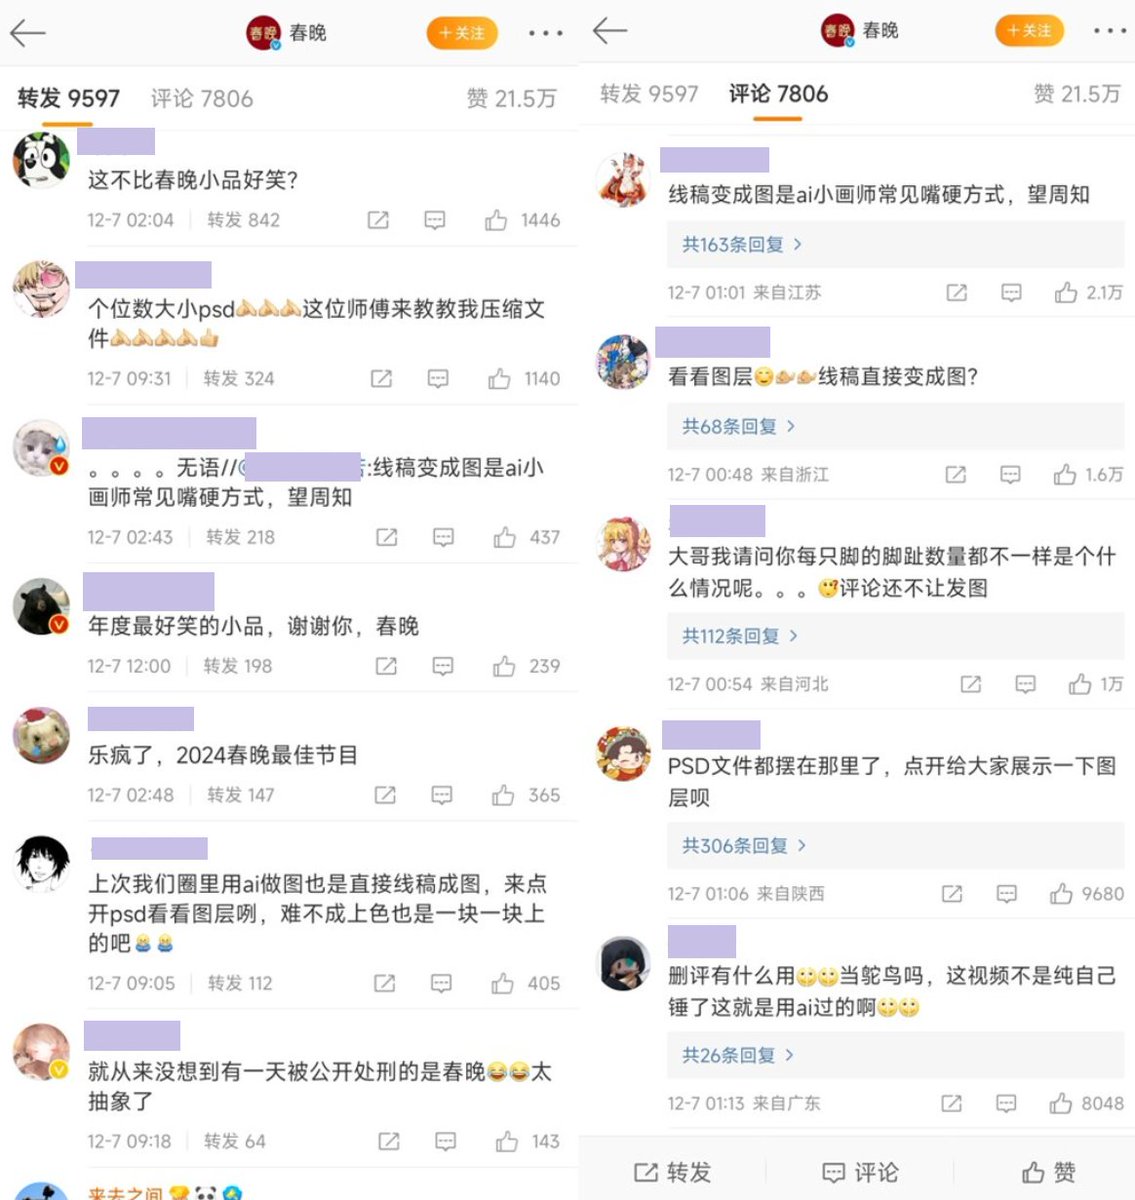 春晚
春晚
+关注
转发 9597
评论 7806
赞 21.5万
这不比春晚小品好笑？
12-7 02:04
转发 842
1446
个位数大小psd🫴🏻🫴🏻🫴🏻这位师傅来教教我压缩文
件🫴🏻🫴🏻🫴🏻🫴🏻👍🏻
12-7 09:31
转发 324
1140
。。。。无语//@
:线稿变成图是ai小
画师常见嘴硬方式，望周知
12-7 02:43
转发 218
437
年度最好笑的小品，谢谢你，春晚
12-7 12:00
转发 198
239
乐疯了，2024春晚最佳节目
12-7 02:48
转发 147
365
上次我们圈里用ai做图也是直接线稿成图，来点
开psd看看图层咧，难不成上色也是一块一块上
的吧
12-7 09:05
转发 112
405
就从来没想到有一天被公开处刑的是春晚😂😂太
抽象了
12-7 09:18
转发 64
143
来去之间
春晚
春晚
+关注
转发 9597
评论 7806
赞 21.5万
线稿变成图是ai小画师常见嘴硬方式，望周知
共163条回复 >
12-7 01:01 来自江苏
2.1万
看看图层😊🫴🏻🫴🏻线稿直接变成图？
共68条回复 >
12-7 00:48 来自浙江
1.6万
大哥我请问你每只脚的脚趾数量都不一样是个什
么情况呢。。。评论还不让发图
共112条回复 >
12-7 00:54 来自河北
1万
PSD文件都摆在那里了，点开给大家展示一下图
层呗
共306条回复 >
12-7 01:06 来自陕西
9680
删评有什么用当鸵鸟吗，这视频不是纯自己
锤了这就是用ai过的啊
共26条回复 >
12-7 01:13 来自广东
8048
转发
评论
赞